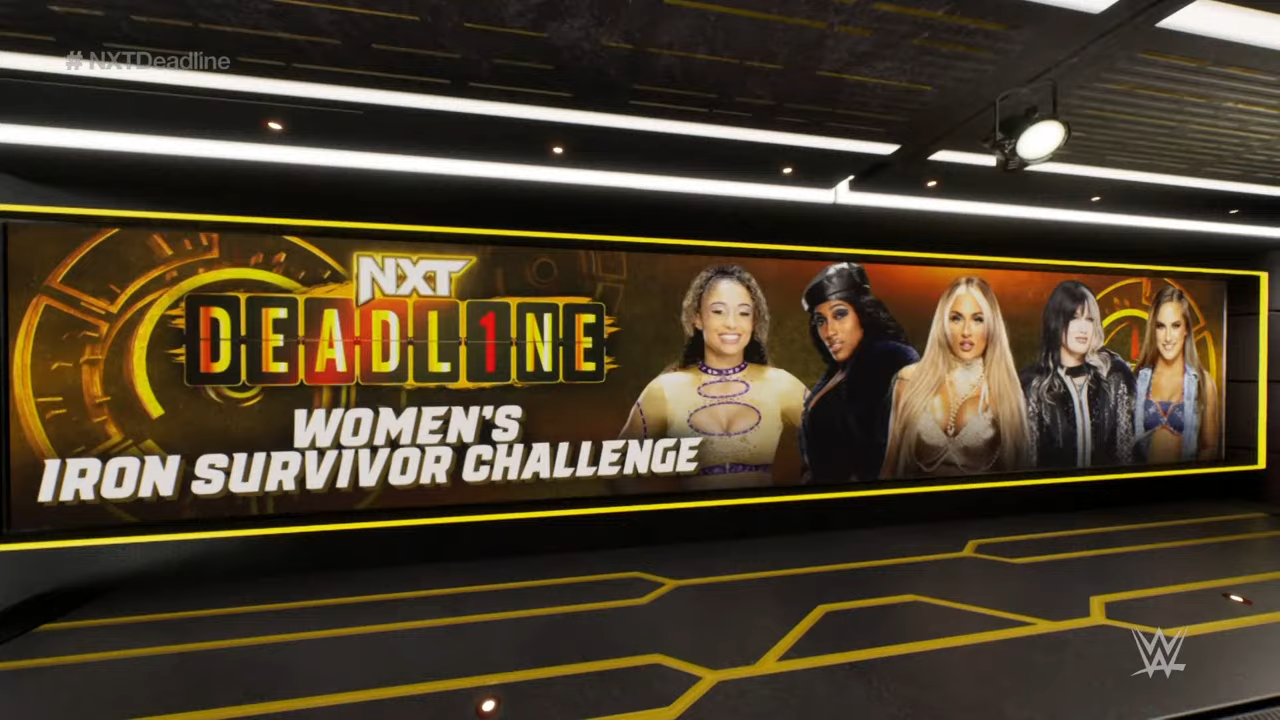 # NXTDeadline
NXT
DEADL1NE
WOMEN'S
IRON SURVIVOR CHALLENGE
W